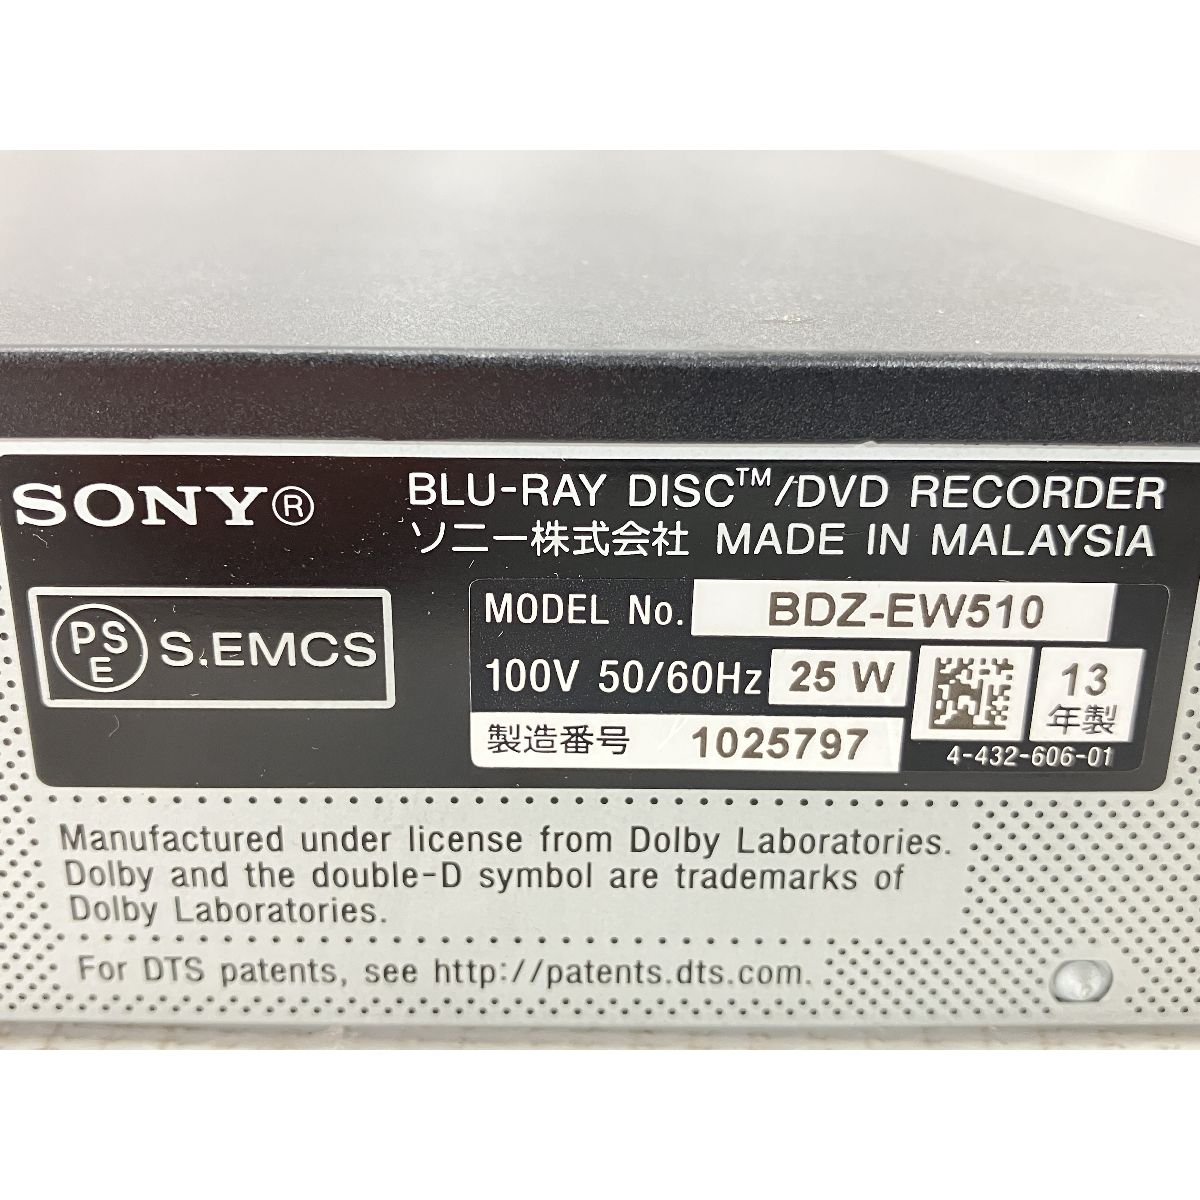 SONY®
BLU-RAY DISC™/DVD RECORDER
ソニー株式会社 MADE IN MALAYSIA
PSE S.EMCS
MODEL No. BDZ-EW510
100V 50/60Hz 25 W
13
年製
製造番号 1025797
4-432-606-01
Manufactured under license from Dolby Laboratories.
Dolby and the double-D symbol are trademarks of
Dolby Laboratories.
For DTS patents, see http://patents.dts.com.